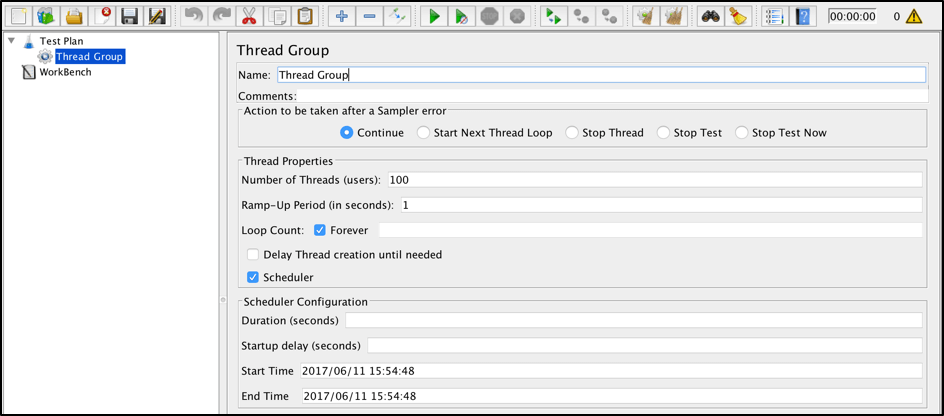 00:00:00 0
Test Plan
Thread Group
WorkBench
Thread Group
Name: Thread Group
Comments:
Action to be taken after a Sampler error
Continue Start Next Thread Loop Stop Thread Stop Test Stop Test Now
Thread Properties
Number of Threads (users): 100
Ramp-Up Period (in seconds): 1
Loop Count: Forever
Delay Thread creation until needed
Scheduler
Scheduler Configuration
Duration (seconds)
Startup delay (seconds)
Start Time 2017/06/11 15:54:48
End Time 2017/06/11 15:54:48